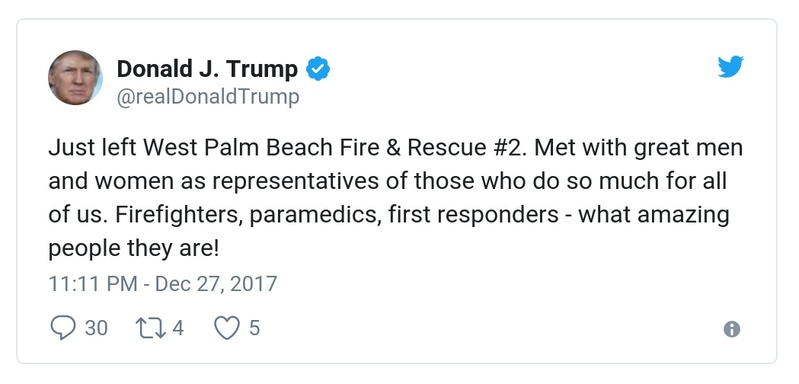 Donald J. Trump
@realDonaldTrump
Just left West Palm Beach Fire & Rescue #2. Met with great men
and women as representatives of those who do so much for all
of us. Firefighters, paramedics, first responders - what amazing
people they are!
11:11 PM - Dec 27, 2017
30 4 5